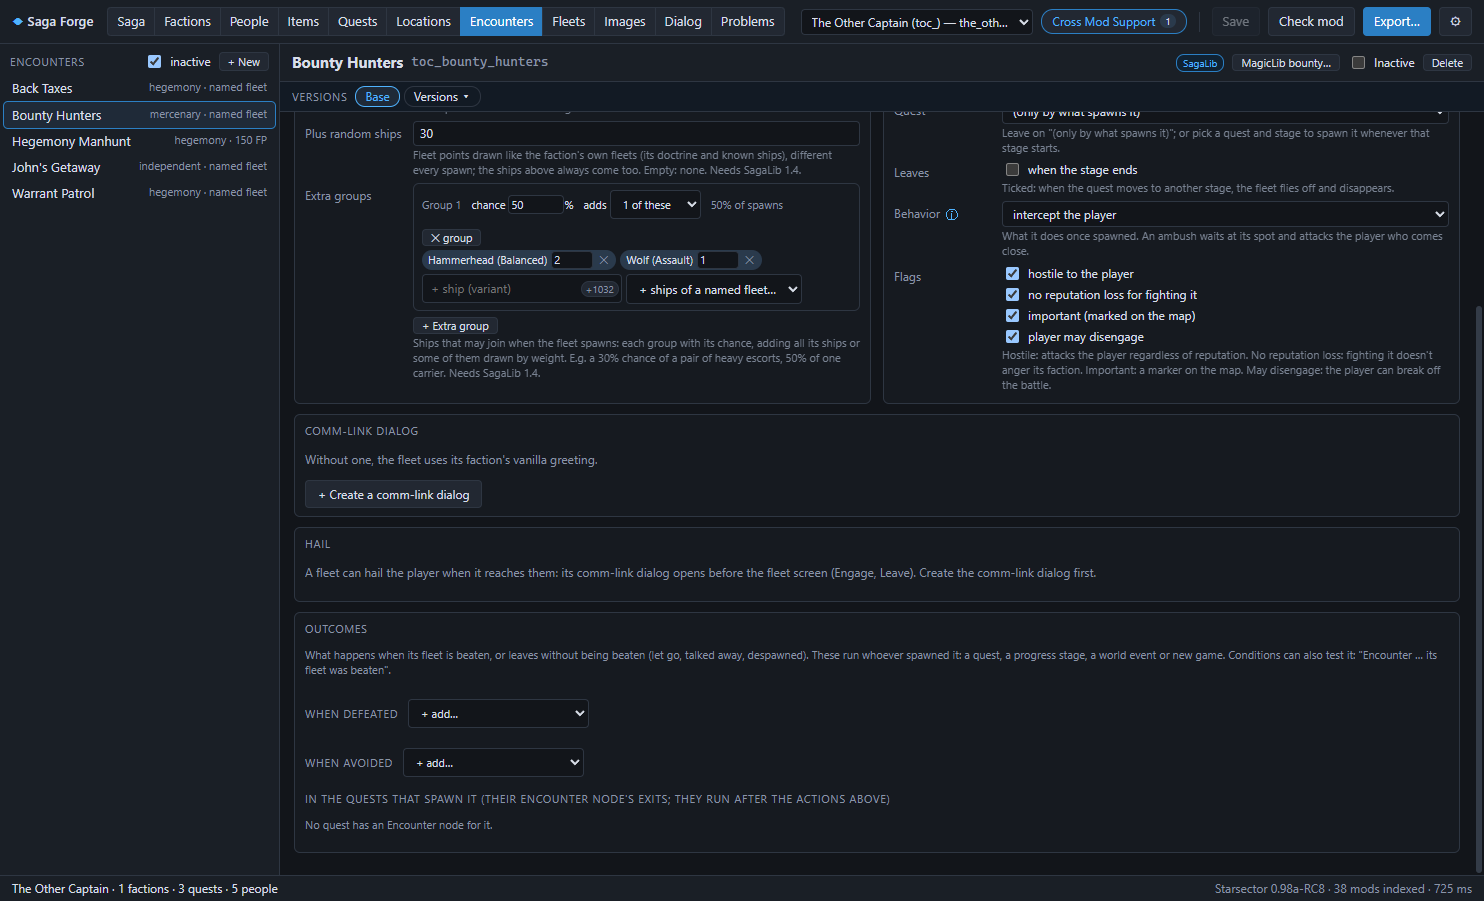 Saga Forge
Saga
Factions
People
Items
Quests
Locations
Encounters
Fleets
Images
Dialog
Problems
The Other Captain (toc_) — the_oth...
Cross Mod Support 1
Save
Check mod
Export...
ENCOUNTERS
inactive
+ New
Back Taxes
hegemony · named fleet
Bounty Hunters
mercenary · named fleet
Hegemony Manhunt
hegemony · 150 FP
John's Getaway
independent · named fleet
Warrant Patrol
hegemony · named fleet
Bounty Hunters toc_bounty_hunters
SagaLib
MagicLib bounty...
Inactive
Delete
VERSIONS
Base
Versions
Plus random ships
30
Fleet points drawn like the faction's own fleets (its doctrine and known ships), different
every spawn; the ships above always come too. Empty: none. Needs SagaLib 1.4.
Extra groups
Group 1 chance 50 % adds 1 of these 50% of spawns
× group
Hammerhead (Balanced) 2 ×
Wolf (Assault) 1 ×
+ ship (variant) +1032
+ ships of a named fleet...
+ Extra group
Ships that may join when the fleet spawns: each group with its chance, adding all its ships or
some of them drawn by weight. E.g. a 30% chance of a pair of heavy escorts, 50% of one
carrier. Needs SagaLib 1.4.
Quest
(only by what spawns it)
Leave on "(only by what spawns it)"; or pick a quest and stage to spawn it whenever that
stage starts.
Leaves
when the stage ends
Ticked: when the quest moves to another stage, the fleet flies off and disappears.
Behavior
intercept the player
What it does once spawned. An ambush waits at its spot and attacks the player who comes
close.
Flags
hostile to the player
no reputation loss for fighting it
important (marked on the map)
player may disengage
Hostile: attacks the player regardless of reputation. No reputation loss: fighting it doesn't
anger its faction. Important: a marker on the map. May disengage: the player can break off
the battle.
COMM-LINK DIALOG
Without one, the fleet uses its faction's vanilla greeting.
+ Create a comm-link dialog
HAIL
A fleet can hail the player when it reaches them: its comm-link dialog opens before the fleet screen (Engage, Leave). Create the comm-link dialog first.
OUTCOMES
What happens when its fleet is beaten, or leaves without being beaten (let go, talked away, despawned). These run whoever spawned it: a quest, a progress stage, a world event or new game. Conditions can also test it: "Encounter ... its
fleet was beaten".
WHEN DEFEATED
+ add...
WHEN AVOIDED
+ add...
IN THE QUESTS THAT SPAWN IT (THEIR ENCOUNTER NODE'S EXITS; THEY RUN AFTER THE ACTIONS ABOVE)
No quest has an Encounter node for it.
The Other Captain · 1 factions · 3 quests · 5 people
Starsector 0.98a-RC8 · 38 mods indexed · 725 ms